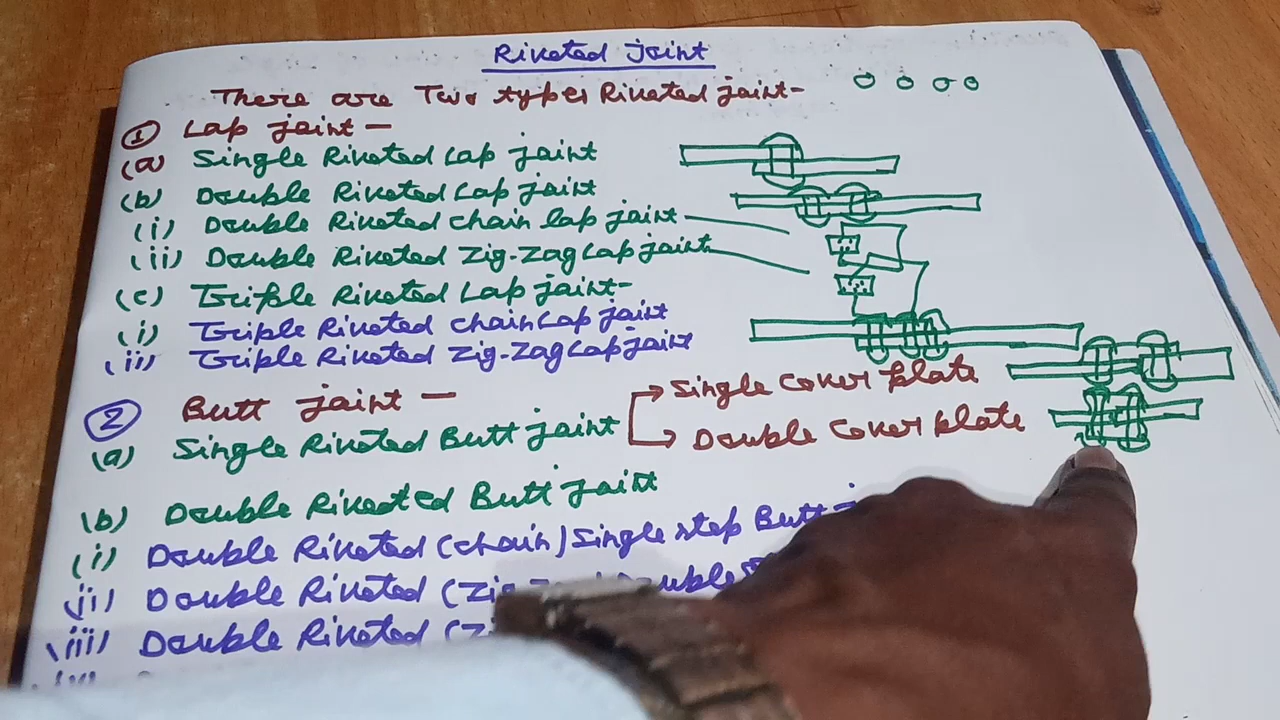 Riveted Joint
There are Two types Riveted joint-
① Lap joint -
(a) Single Riveted Lap joint
(b) Double Riveted Lap joint
(i) Double Riveted chain lap joint
(ii) Double Riveted Zig-Zag Lap joint
(c) Triple Riveted Lap joint-
(i) Triple Riveted chain Lap joint
(ii) Triple Riveted Zig-Zag Lap joint
② Butt joint -
(a) Single Riveted Butt joint → Single Cover plate
→ Double Cover plate
(b) Double Riveted Butt joint
(i) Double Riveted (chain) Single step Butt
(ii) Double Riveted (Zig
(iii) Double Riveted